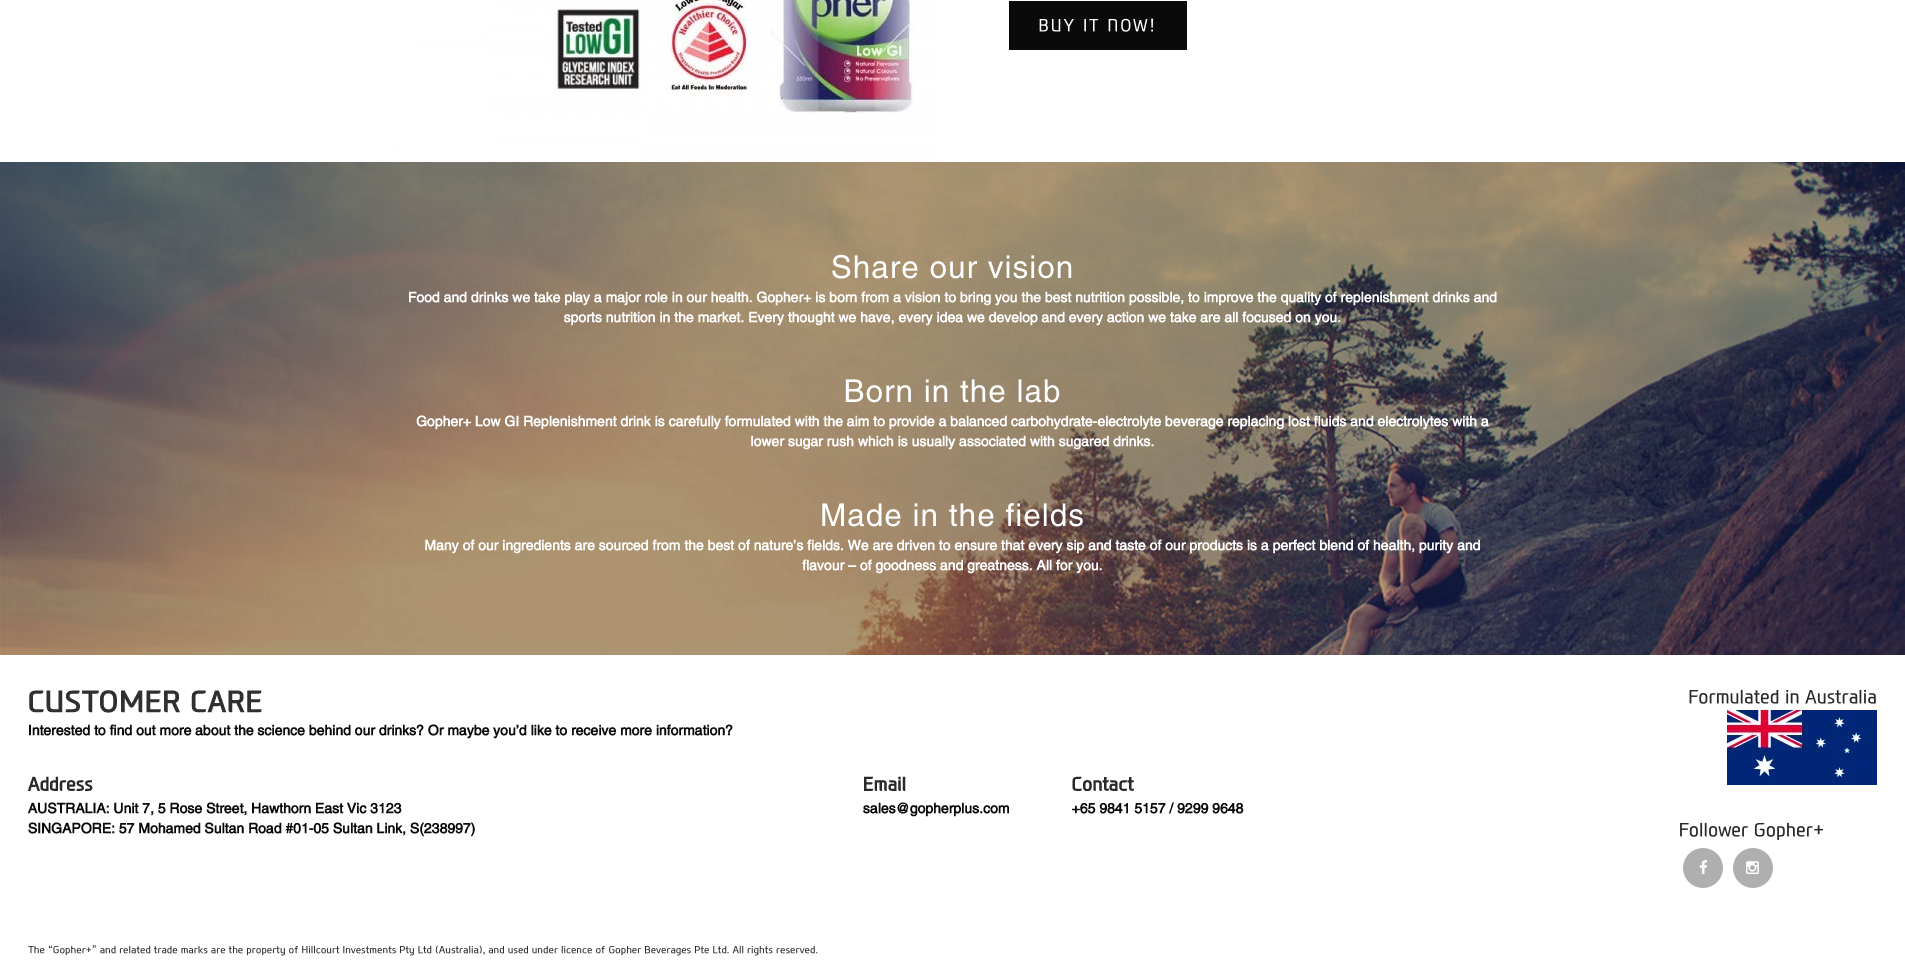 Tested
LOW GI
GLYCEMIC INDEX
RESEARCH UNIT
Healthier Choice
Eat All Foods In Moderation
pher
Low GI
Natural Flavours
Natural Colours
No Preservatives
BUY IT NOW!
Share our vision
Food and drinks we take play a major role in our health. Gopher+ is born from a vision to bring you the best nutrition possible, to improve the quality of replenishment drinks and
sports nutrition in the market. Every thought we have, every idea we develop and every action we take are all focused on you.
Born in the lab
Gopher+ Low GI Replenishment drink is carefully formulated with the aim to provide a balanced carbohydrate-electrolyte beverage replacing lost fluids and electrolytes with a
lower sugar rush which is usually associated with sugared drinks.
Made in the fields
Many of our ingredients are sourced from the best of nature’s fields. We are driven to ensure that every sip and taste of our products is a perfect blend of health, purity and
flavour – of goodness and greatness. All for you.
CUSTOMER CARE
Interested to find out more about the science behind our drinks? Or maybe you’d like to receive more information?
Address
AUSTRALIA: Unit 7, 5 Rose Street, Hawthorn East Vic 3123
SINGAPORE: 57 Mohamed Sultan Road #01-05 Sultan Link, S(238997)
Email
sales@gopherplus.com
Contact
+65 9841 5157 / 9299 9648
Formulated in Australia
Follower Gopher+
The “Gopher+” and related trade marks are the property of Hillcourt Investments Pty Ltd (Australia), and used under licence of Gopher Beverages Pte Ltd. All rights reserved.